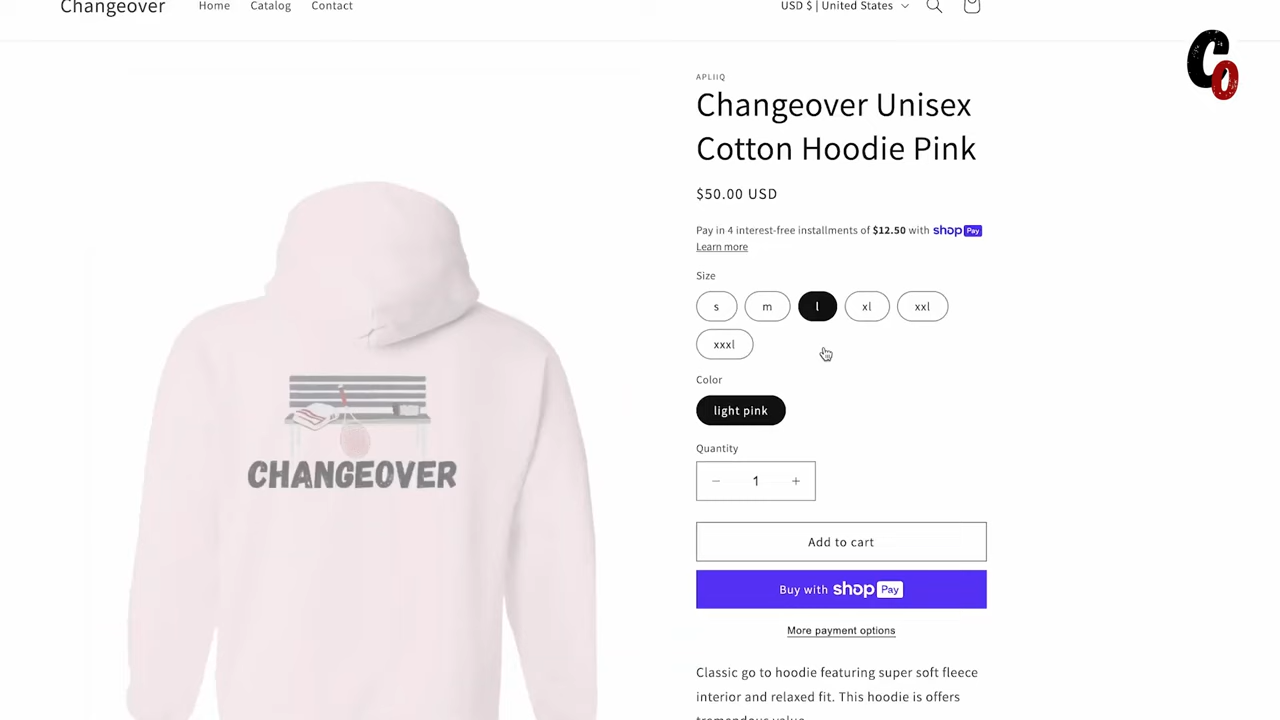 Changeover
Home
Catalog
Contact
USD $ | United States
CO
APLIIQ
Changeover Unisex
Cotton Hoodie Pink
$50.00 USD
Pay in 4 interest-free installments of $12.50 with shop Pay
Learn more
Size
s
m
l
xl
xxl
xxxl
Color
light pink
Quantity
− 1 +
Add to cart
Buy with shop Pay
More payment options
Classic go to hoodie featuring super soft fleece
interior and relaxed fit. This hoodie is offers
tremendous value
CHANGEOVER